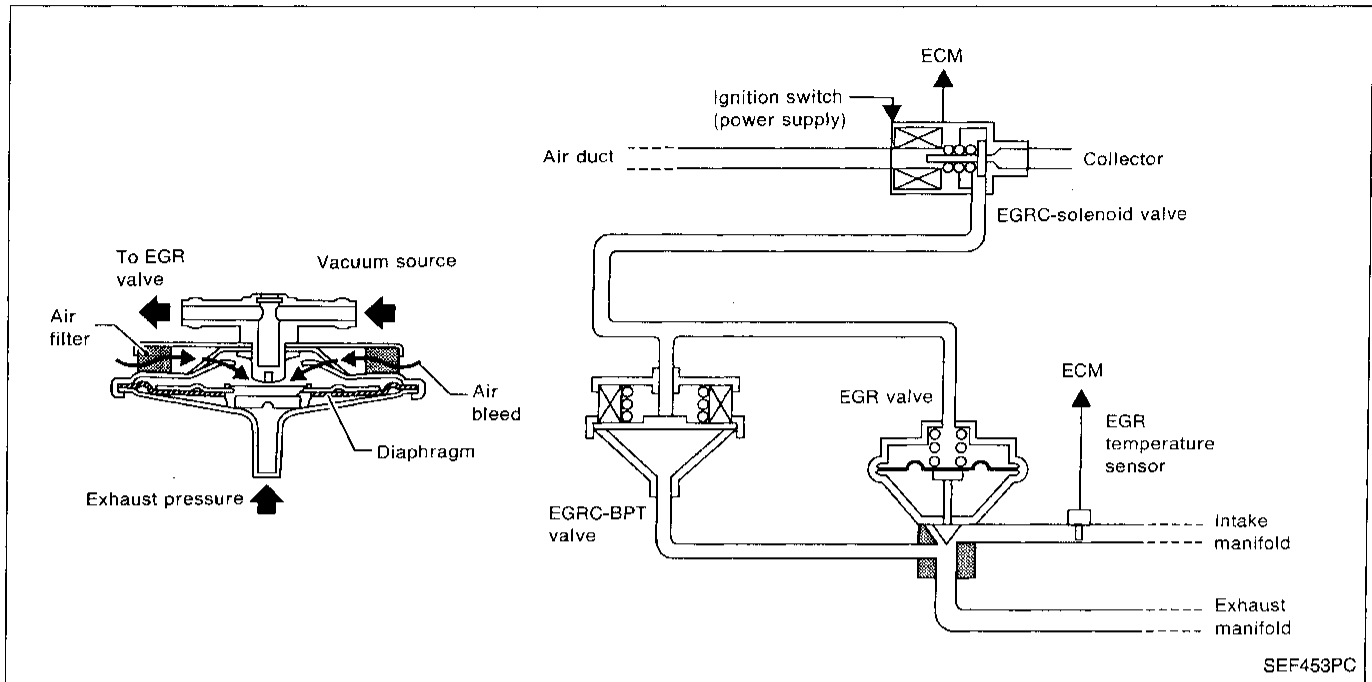 To EGR
valve
Vacuum source
Air
filter
Air
bleed
Diaphragm
Exhaust pressure
ECM
Ignition switch
(power supply)
Air duct
Collector
EGRC-solenoid valve
EGR valve
ECM
EGR
temperature
sensor
EGRC-BPT
valve
Intake
manifold
Exhaust
manifold
SEF453PC